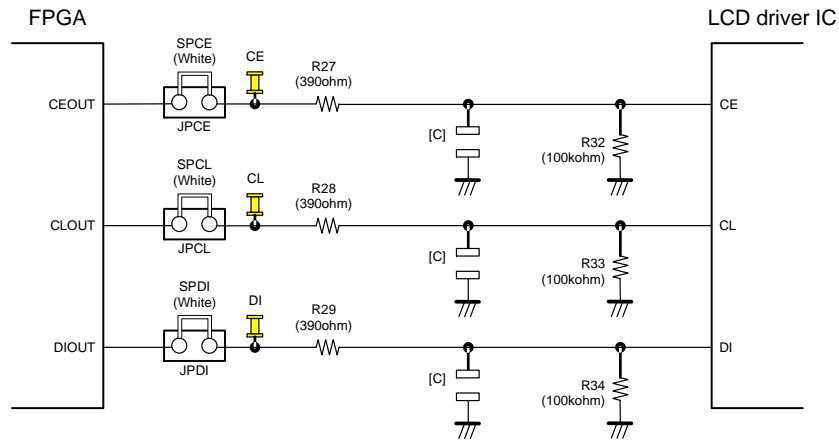 FPGA
LCD driver IC
SPCE
(White)
CE
R27
(390ohm)
CEOUT
CE
JPCE
[C]
R32
(100kohm)
SPCL
(White)
CL
R28
(390ohm)
CLOUT
CL
JPCL
[C]
R33
(100kohm)
SPDI
(White)
DI
R29
(390ohm)
DIOUT
DI
JPDI
[C]
R34
(100kohm)